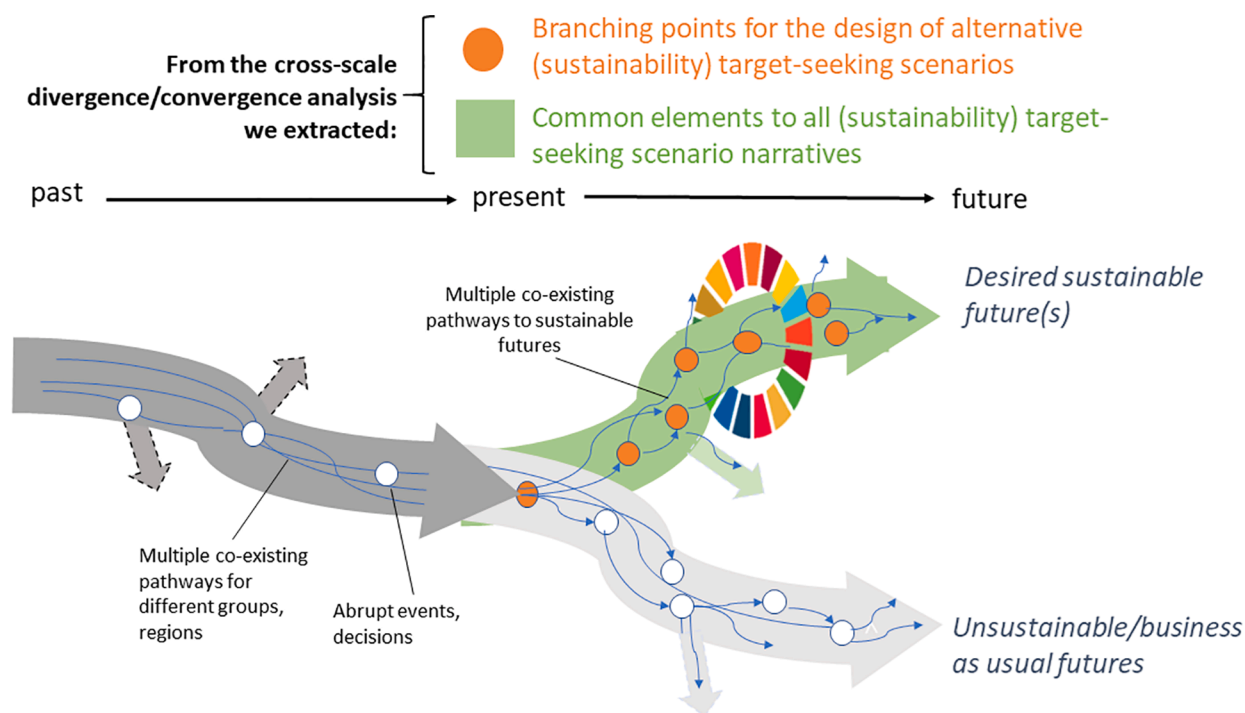 From the cross-scale
divergence/convergence analysis
we extracted:
Branching points for the design of alternative
(sustainability) target-seeking scenarios
Common elements to all (sustainability) target-
seeking scenario narratives
past
present
future
Multiple co-existing
pathways to sustainable
futures
Desired sustainable
future(s)
Multiple co-existing
pathways for
different groups,
regions
Abrupt events,
decisions
Unsustainable/business
as usual futures